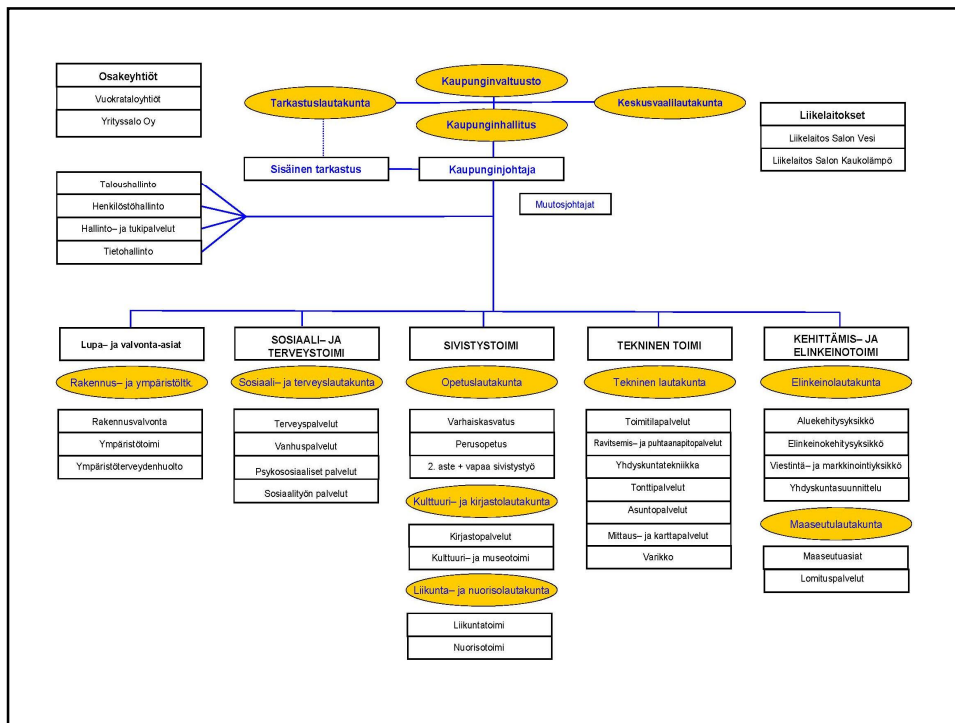 Osakeyhtiöt
Vuokrataloyhtiöt
Yrityssalo Oy
Kaupunginvaltuusto
Tarkastuslautakunta
Keskusvaalilautakunta
Kaupunginhallitus
Liikelaitokset
Liikelaitos Salon Vesi
Liikelaitos Salon Kaukolämpö
Sisäinen tarkastus
Kaupunginjohtaja
Muutosjohtajat
Taloushallinto
Henkilöstöhallinto
Hallinto– ja tukipalvelut
Tietohallinto
Lupa– ja valvonta-asiat
Rakennus– ja ympäristöltk.
Rakennusvalvonta
Ympäristötoimi
Ympäristöterveydenhuolto
SOSIAALI– JA
TERVEYSTOIMI
Sosiaali– ja terveyslautakunta
Terveyspalvelut
Vanhuspalvelut
Psykososiaaliset palvelut
Sosiaalityön palvelut
SIVISTYSTOIMI
Opetuslautakunta
Varhaiskasvatus
Perusopetus
2. aste + vapaa sivistystyö
Kulttuuri– ja kirjastolautakunta
Kirjastopalvelut
Kulttuuri– ja museotoimi
Liikunta– ja nuorisolautakunta
Liikuntatoimi
Nuorisotoimi
TEKNINEN TOIMI
Tekninen lautakunta
Toimitilapalvelut
Ravitsemis– ja puhtaanapitopalvelut
Yhdyskuntatekniikka
Tonttipalvelut
Asuntopalvelut
Mittaus– ja karttapalvelut
Varikko
KEHITTÄMIS– JA
ELINKEINOTOIMI
Elinkeinolautakunta
Aluekehitysyksikkö
Elinkeinokehitysyksikkö
Viestintä– ja markkinointiyksikkö
Yhdyskuntasuunnittelu
Maaseutulautakunta
Maaseutuasiat
Lomituspalvelut